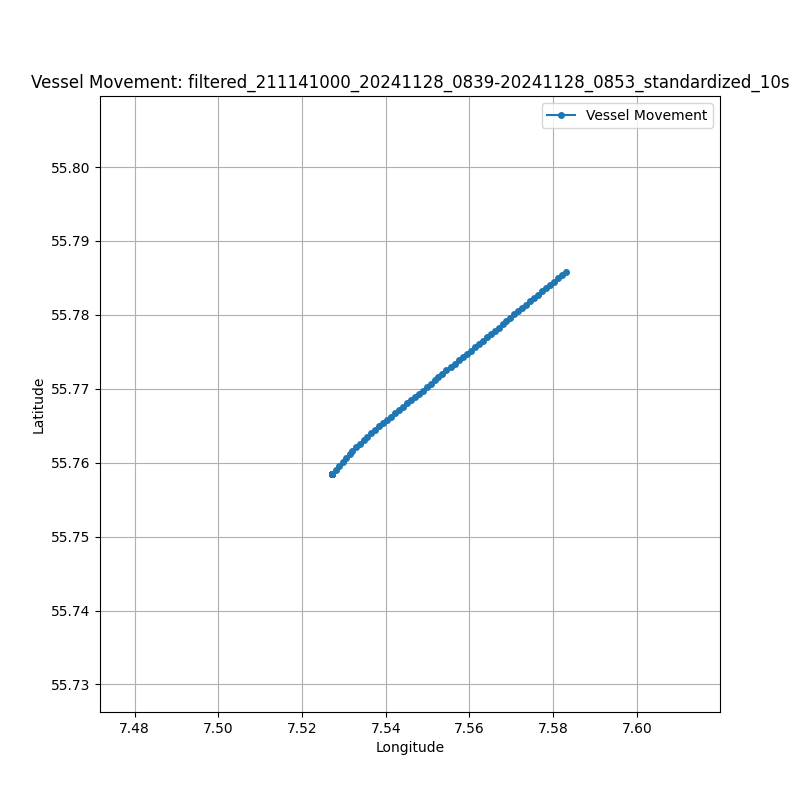 Vessel Movement: filtered_211141000_20241128_0839-20241128_0853_standardized_10s
Vessel Movement
55.80
55.79
55.78
55.77
55.76
55.75
55.74
55.73
Latitude
7.48 7.50 7.52 7.54 7.56 7.58 7.60
Longitude